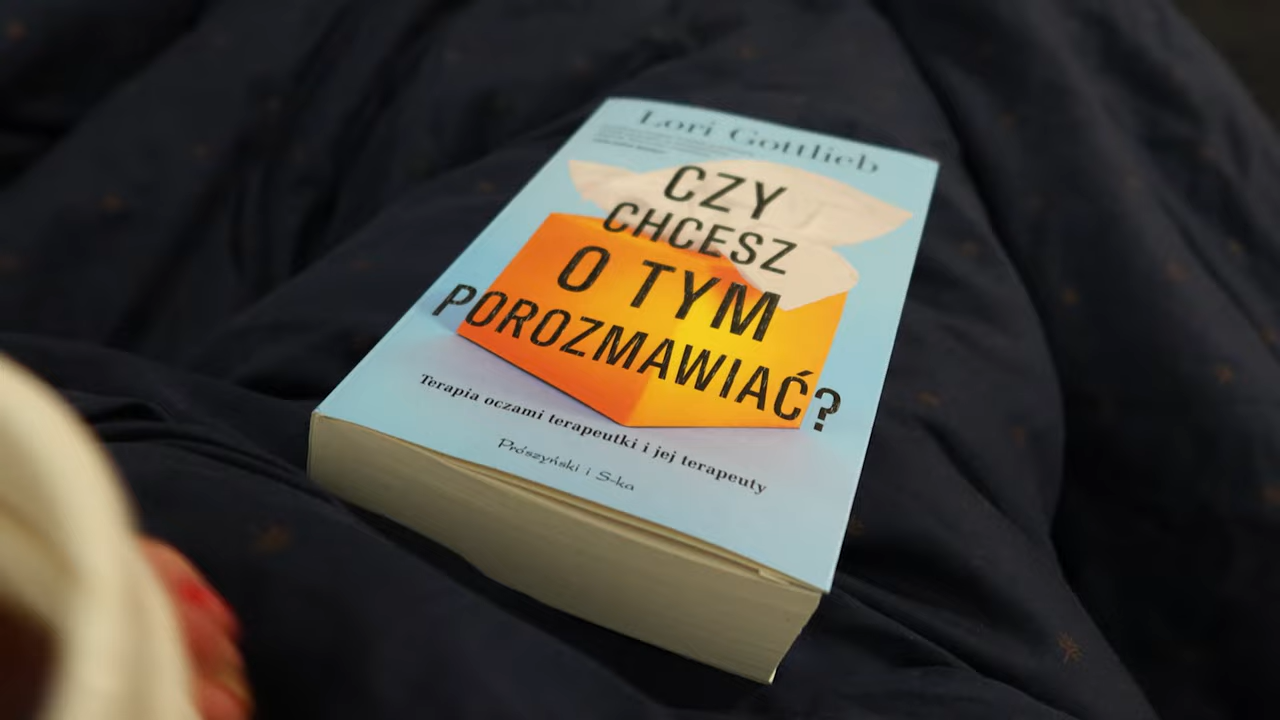 Lori Gottlieb
CZY
CHCESZ
O TYM
POROZMAWIAĆ?
Terapia oczami terapeutki i jej terapeuty
Prószyński i S-ka